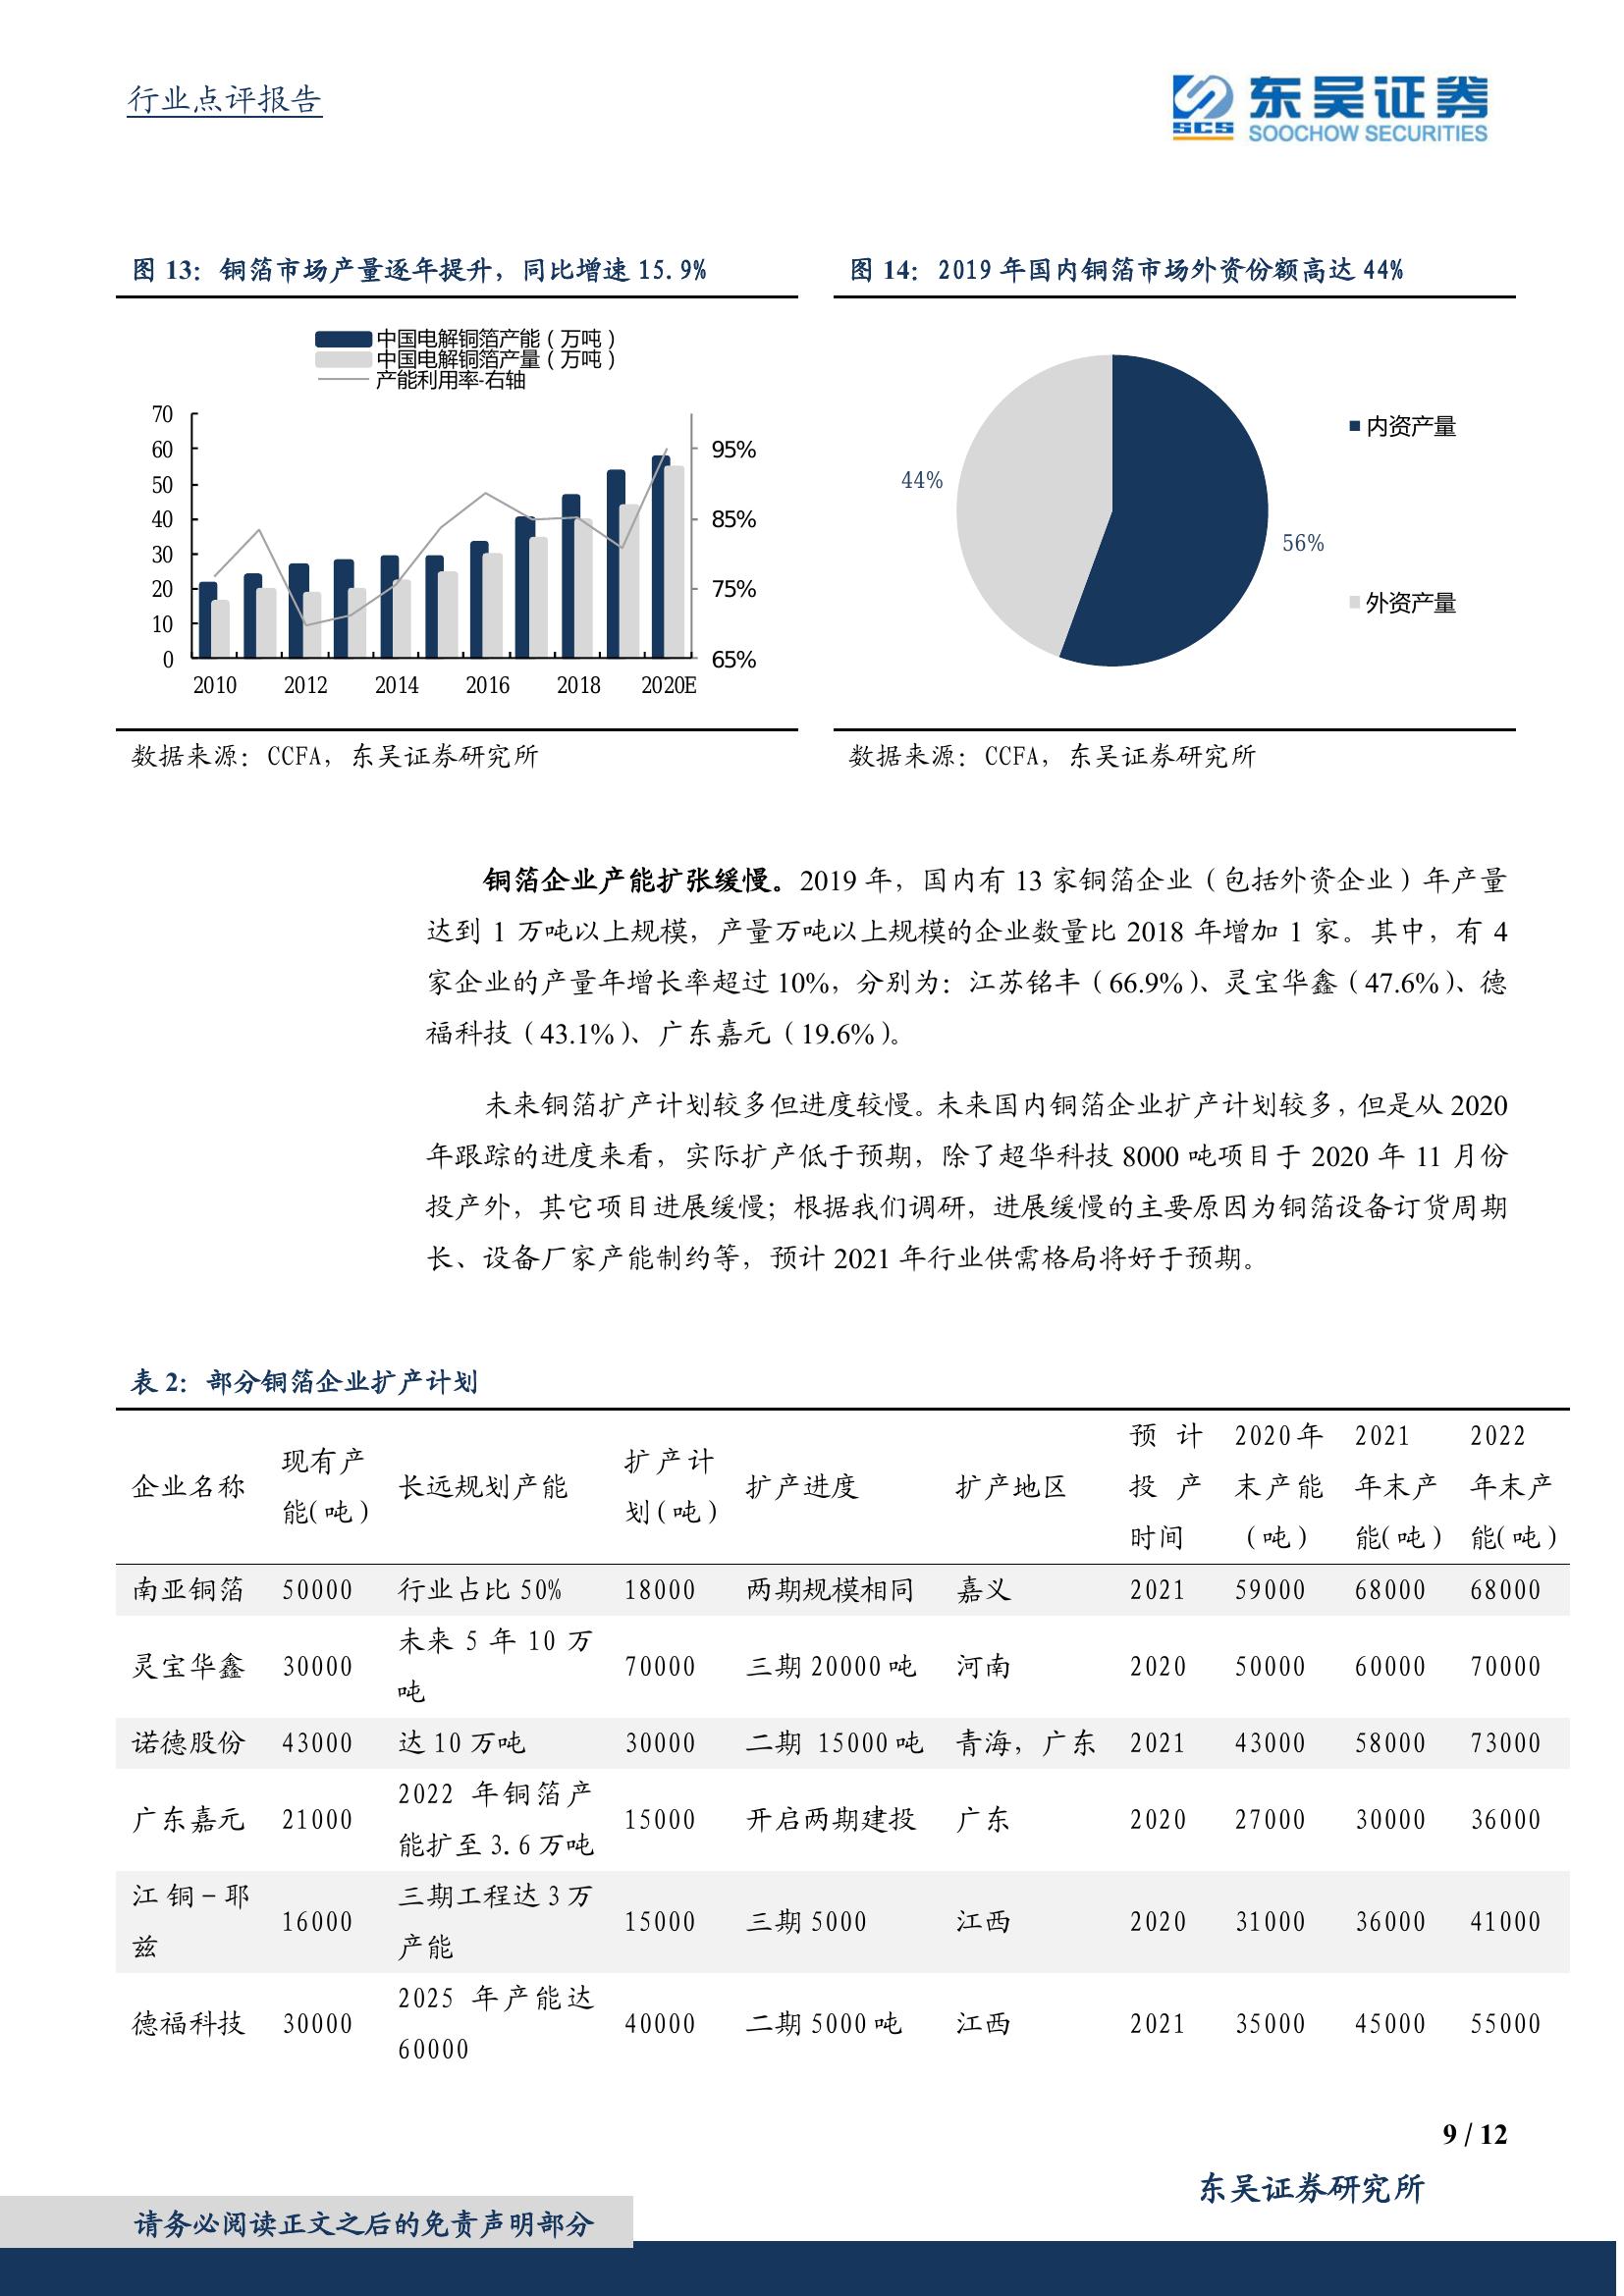 行业点评报告
东吴证券
SCS
SOOCHOW SECURITIES
图 13：铜箔市场产量逐年提升，同比增速 15.9%
中国电解铜箔产能（万吨）
中国电解铜箔产量（万吨）
产能利用率-右轴
70
60
50
40
30
20
10
0
95%
85%
75%
65%
2010 2012 2014 2016 2018 2020E
数据来源：CCFA，东吴证券研究所
图 14：2019 年国内铜箔市场外资份额高达 44%
44%
56%
内资产量
外资产量
数据来源：CCFA，东吴证券研究所
铜箔企业产能扩张缓慢。2019 年，国内有 13 家铜箔企业（包括外资企业）年产量
达到 1 万吨以上规模，产量万吨以上规模的企业数量比 2018 年增加 1 家。其中，有 4
家企业的产量年增长率超过 10%，分别为：江苏铭丰（66.9%）、灵宝华鑫（47.6%）、德
福科技（43.1%）、广东嘉元（19.6%）。
未来铜箔扩产计划较多但进度较慢。未来国内铜箔企业扩产计划较多，但是从 2020
年跟踪的进度来看，实际扩产低于预期，除了超华科技 8000 吨项目于 2020 年 11 月份
投产外，其它项目进展缓慢；根据我们调研，进展缓慢的主要原因为铜箔设备订货周期
长、设备厂家产能制约等，预计 2021 年行业供需格局将好于预期。
表 2：部分铜箔企业扩产计划
企业名称 现有产能(吨) 长远规划产能 扩产计划(吨) 扩产进度 扩产地区 预计投产时间 2020年末产能（吨） 2021年末产能(吨) 2022年末产能(吨)
南亚铜箔 50000 行业占比 50% 18000 两期规模相同 嘉义 2021 59000 68000 68000
灵宝华鑫 30000 未来 5 年 10 万吨 70000 三期 20000 吨 河南 2020 50000 60000 70000
诺德股份 43000 达 10 万吨 30000 二期 15000 吨 青海，广东 2021 43000 58000 73000
广东嘉元 21000 2022 年铜箔产能扩至 3.6 万吨 15000 开启两期建投 广东 2020 27000 30000 36000
江铜-耶兹 16000 三期工程达 3 万产能 15000 三期 5000 江西 2020 31000 36000 41000
德福科技 30000 2025 年产能达 60000 40000 二期 5000 吨 江西 2021 35000 45000 55000
9 / 12
东吴证券研究所
请务必阅读正文之后的免责声明部分